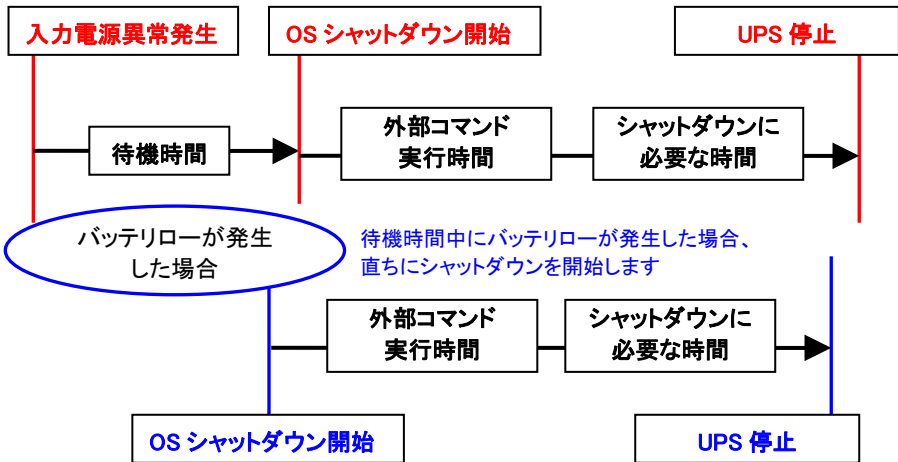 入力電源異常発生
OS シャットダウン開始
UPS 停止
待機時間
外部コマンド
実行時間
シャットダウンに
必要な時間
バッテリローが発生
した場合
待機時間中にバッテリローが発生した場合、
直ちにシャットダウンを開始します
外部コマンド
実行時間
シャットダウンに
必要な時間
OS シャットダウン開始
UPS 停止